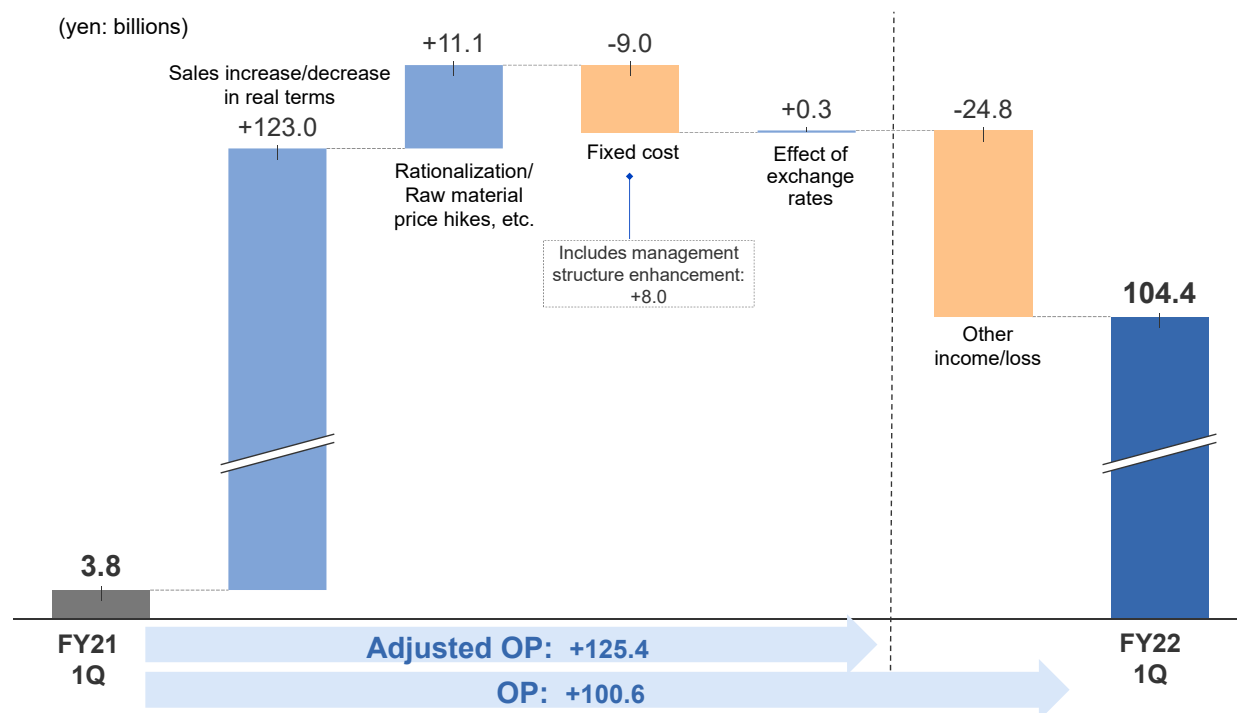 (yen: billions)
Sales increase/decrease
in real terms
+123.0
+11.1
Rationalization/
Raw material
price hikes, etc.
-9.0
Fixed cost
Includes management
structure enhancement:
+8.0
+0.3
Effect of
exchange
rates
-24.8
Other
income/loss
104.4
3.8
FY21
1Q
Adjusted OP: +125.4
OP: +100.6
FY22
1Q